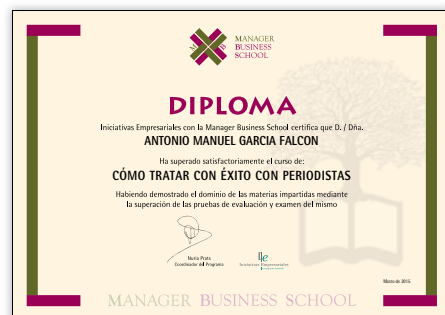 M B
MANAGER
BUSINESS
SCHOOL
DIPLOMA
Iniciativas Empresariales con la Manager Business School certifica que D. / Dña.
ANTONIO MANUEL GARCIA FALCON
Ha superado satisfactoriamente el curso de:
CÓMO TRATAR CON ÉXITO CON PERIODISTAS
Habiendo demostrado el dominio de las materias impartidas mediante
la superación de las pruebas de evaluación y examen del mismo
Nuria Prats
Coordinador del Programa
Iniciativas Empresariales
Marzo de 2015
MANAGER BUSINESS SCHOOL